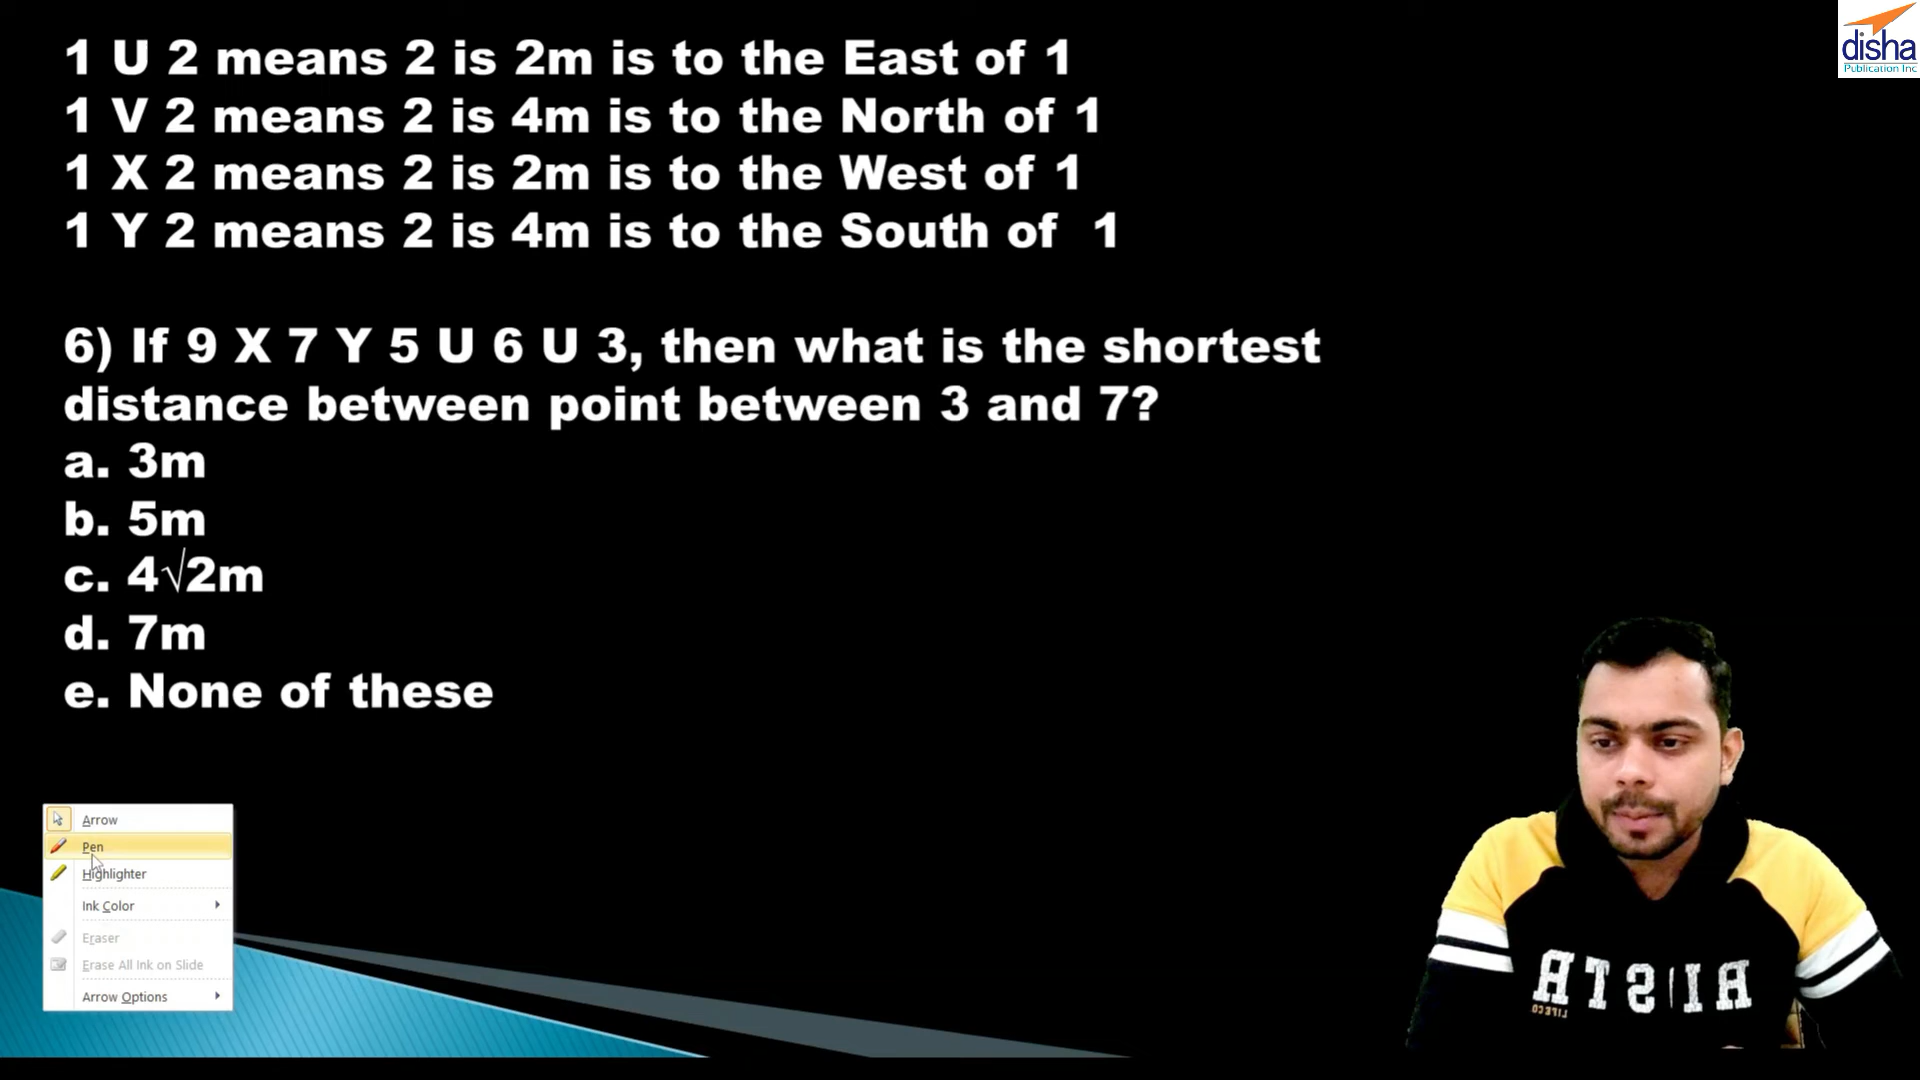 disha
Publication Inc
1 U 2 means 2 is 2m is to the East of 1
1 V 2 means 2 is 4m is to the North of 1
1 X 2 means 2 is 2m is to the West of 1
1 Y 2 means 2 is 4m is to the South of 1
6) If 9 X 7 Y 5 U 6 U 3, then what is the shortest
distance between point between 3 and 7?
a. 3m
b. 5m
c. 4√2m
d. 7m
e. None of these
Arrow
Pen
Highlighter
Ink Color
Eraser
Erase All Ink on Slide
Arrow Options